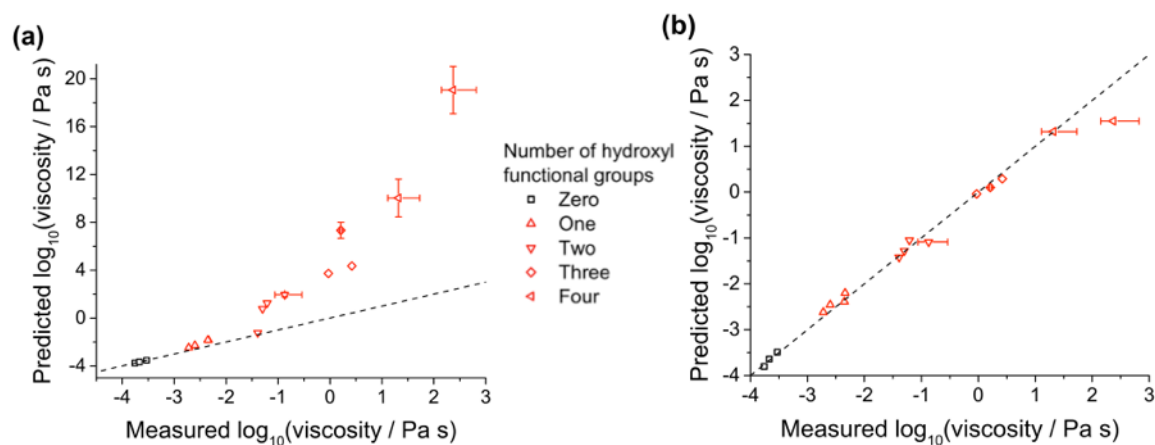 (a)
Predicted log₁₀(viscosity / Pa s)
20
16
12
8
4
0
-4
-4 -3 -2 -1 0 1 2 3
Measured log₁₀(viscosity / Pa s)
Number of hydroxyl
functional groups
Zero
One
Two
Three
Four
(b)
Predicted log₁₀(viscosity / Pa s)
3
2
1
0
-1
-2
-3
-4
-4 -3 -2 -1 0 1 2 3
Measured log₁₀(viscosity / Pa s)